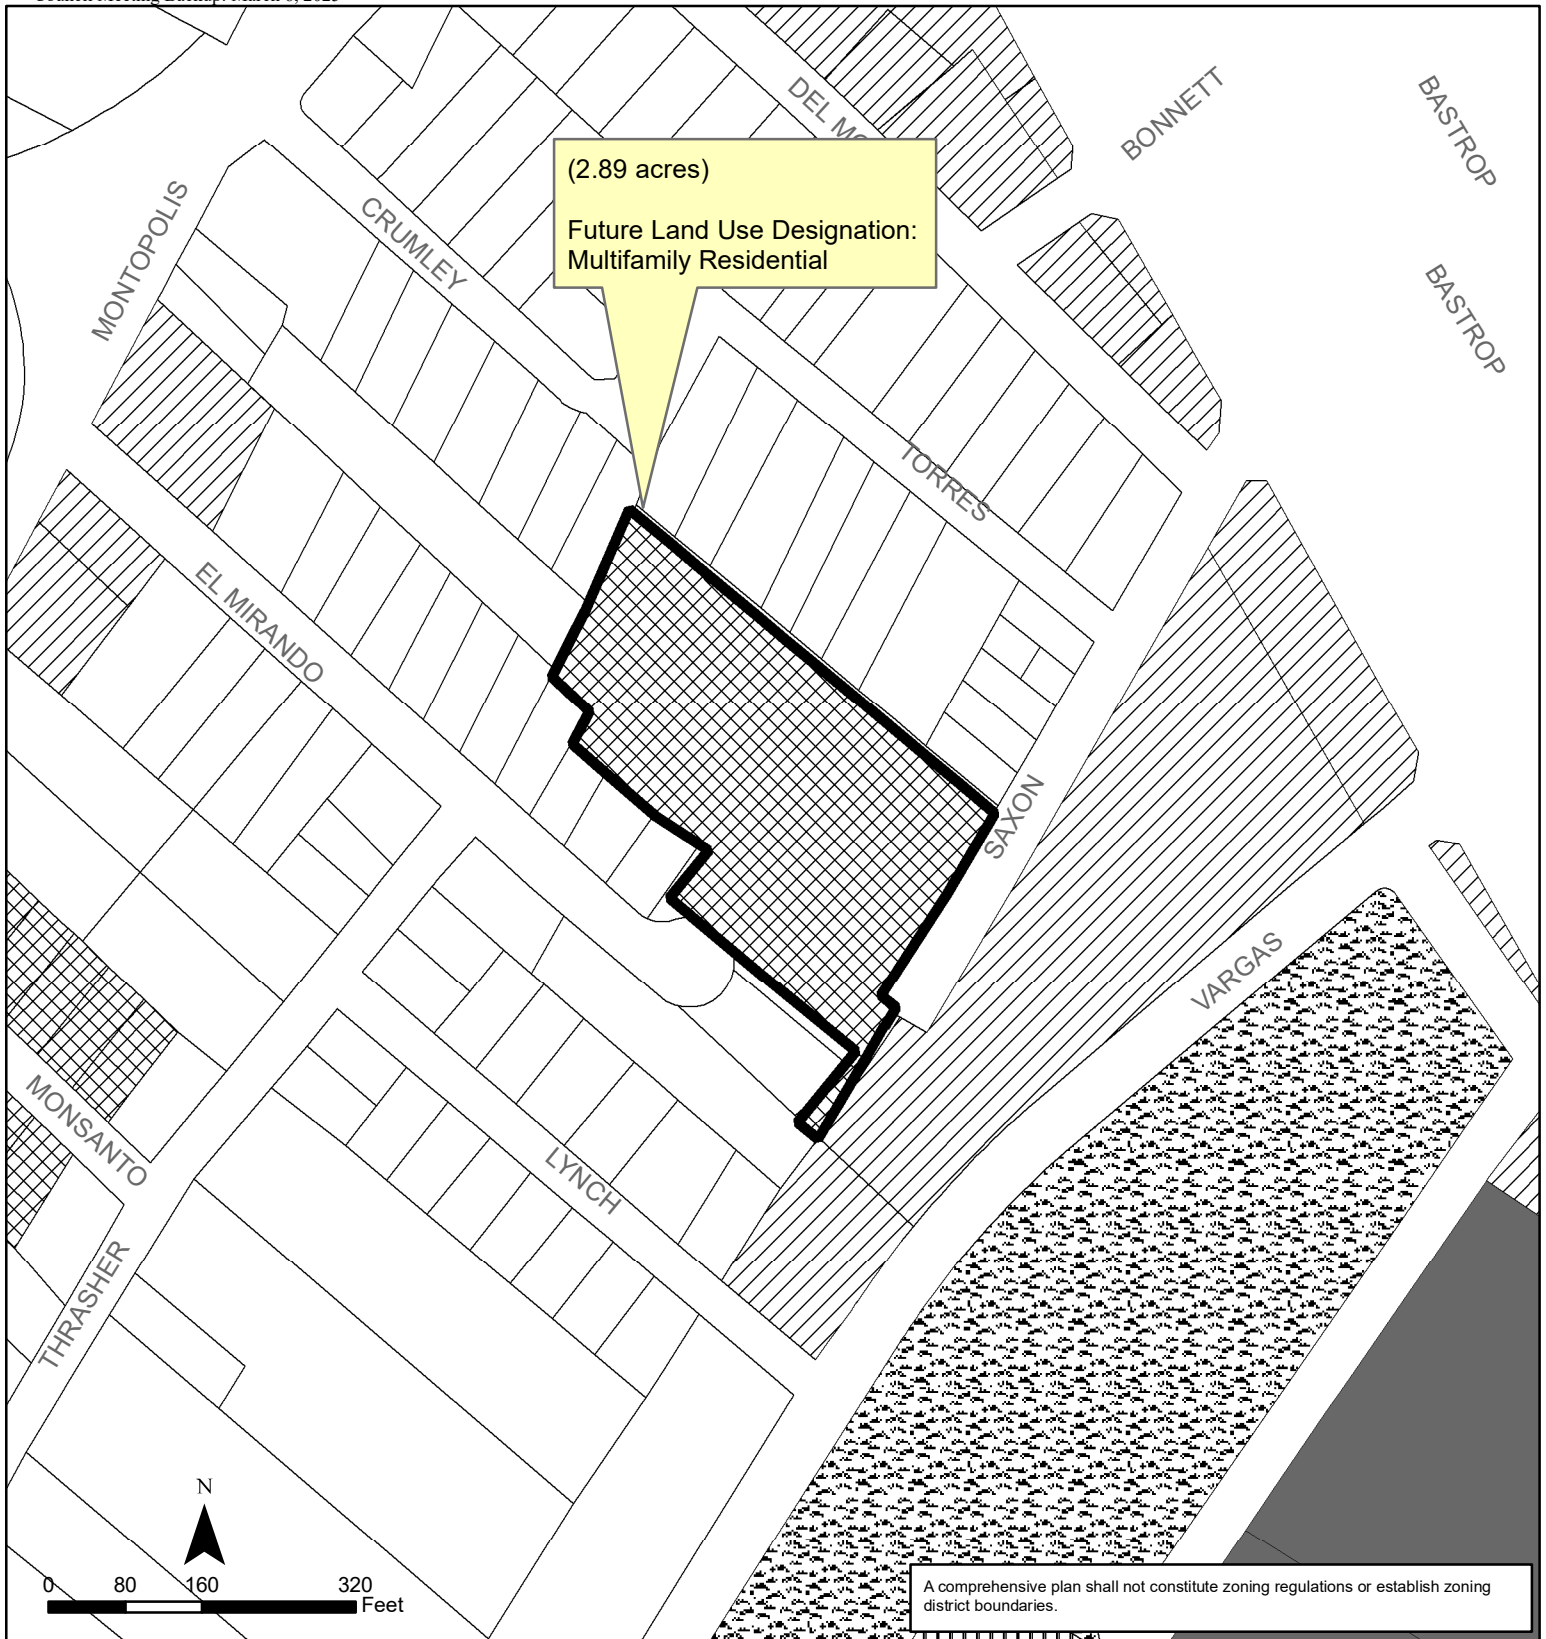 DEL MO
BONNETT
BASTROP
(2.89 acres)
Future Land Use Designation:
Multifamily Residential
MONTOPOLIS
CRUMLEY
BASTROP
TORRES
EL MIRANDO
SAXON
VARGAS
MONSANTO
LYNCH
THRASHER
N
0 80 160 320
Feet
A comprehensive plan shall not constitute zoning regulations or establish zoning
district boundaries.